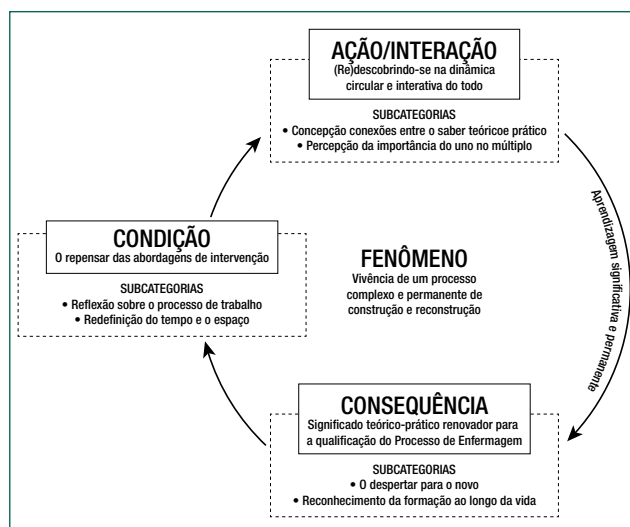 AÇÃO/INTERAÇÃO
(Re)descobrindo-se na dinâmica
circular e interativa do todo
SUBCATEGORIAS
• Concepção conexões entre o saber teóricoe prático
• Percepção da importância do uno no múltiplo
CONDIÇÃO
O repensar das abordagens de intervenção
SUBCATEGORIAS
• Reflexão sobre o processo de trabalho
• Redefinição do tempo e o espaço
FENÔMENO
Vivência de um processo
complexo e permanente de
construção e reconstrução
Aprendizagem significativa e permanente
CONSEQUÊNCIA
Significado teórico-prático renovador para
a qualificação do Processo de Enfermagem
SUBCATEGORIAS
• O despertar para o novo
• Reconhecimento da formação ao longo da vida